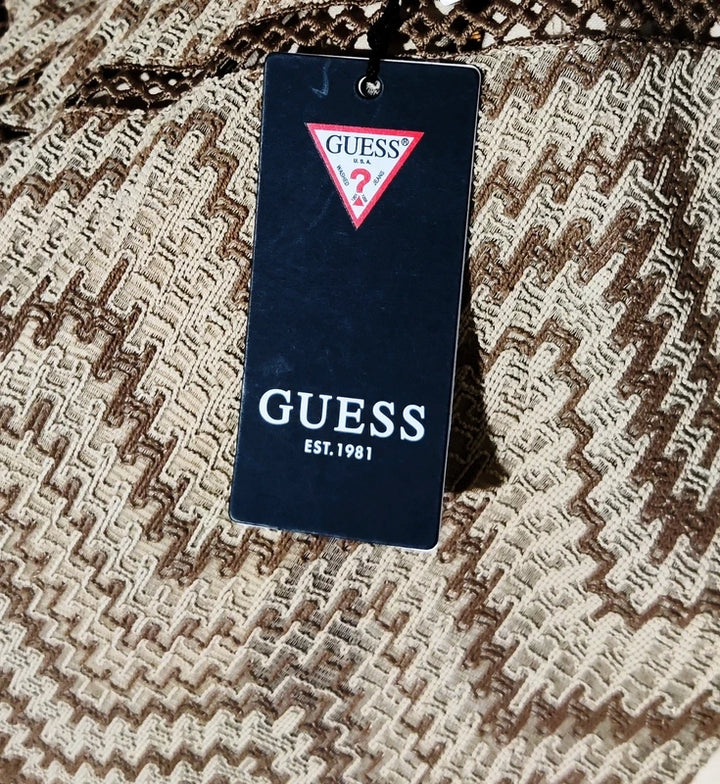 GUESS®
U.S.A.
?
WASHED JEANS
GUESS
EST. 1981